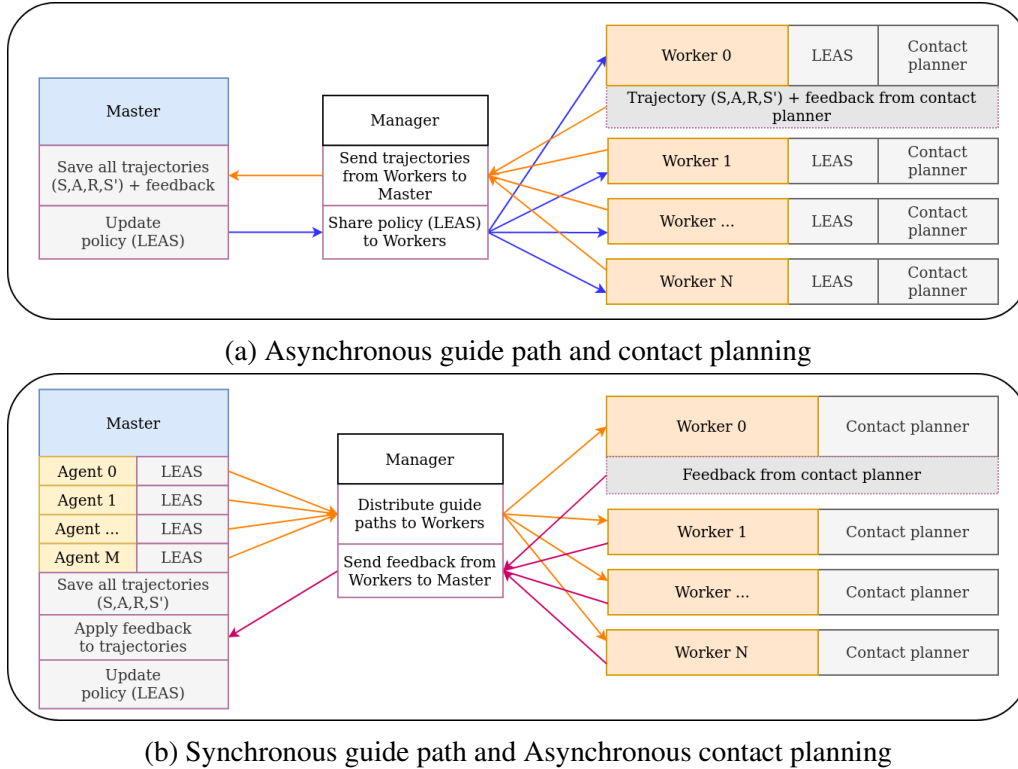 Master
Save all trajectories
(S,A,R,S') + feedback
Update
policy (LEAS)
Manager
Send trajectories
from Workers to
Master
Share policy (LEAS)
to Workers
Worker 0
LEAS
Contact
planner
Trajectory (S,A,R,S') + feedback from contact
planner
Worker 1
LEAS
Contact
planner
Worker ...
LEAS
Contact
planner
Worker N
LEAS
Contact
planner
(a) Asynchronous guide path and contact planning
Master
Agent 0
LEAS
Agent 1
LEAS
Agent ...
LEAS
Agent M
LEAS
Save all trajectories
(S,A,R,S')
Apply feedback
to trajectories
Update
policy (LEAS)
Manager
Distribute guide
paths to Workers
Send feedback from
Workers to Master
Worker 0
Contact planner
Feedback from contact planner
Worker 1
Contact planner
Worker ...
Contact planner
Worker N
Contact planner
(b) Synchronous guide path and Asynchronous contact planning